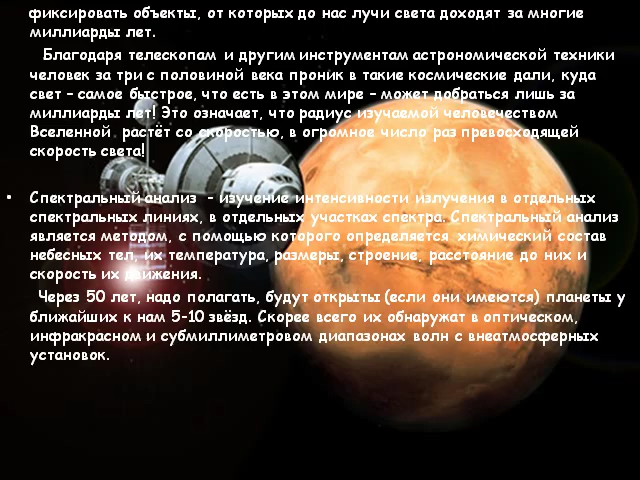 фиксировать объекты, от которых до нас лучи света доходят за многие
миллиарды лет.
Благодаря телескопам и другим инструментам астрономической техники
человек за три с половиной века проник в такие космические дали, куда
свет – самое быстрое, что есть в этом мире – может добраться лишь за
миллиарды лет! Это означает, что радиус изучаемой человечеством
Вселенной растёт со скоростью, в огромное число раз превосходящей
скорость света!
• Спектральный анализ - изучение интенсивности излучения в отдельных
спектральных линиях, в отдельных участках спектра. Спектральный анализ
является методом, с помощью которого определяется химический состав
небесных тел, их температура, размеры, строение, расстояние до них и
скорость их движения.
Через 50 лет, надо полагать, будут открыты (если они имеются) планеты у
ближайших к нам 5-10 звёзд. Скорее всего их обнаружат в оптическом,
инфракрасном и субмиллиметровом диапазонах волн с внеатмосферных
установок.